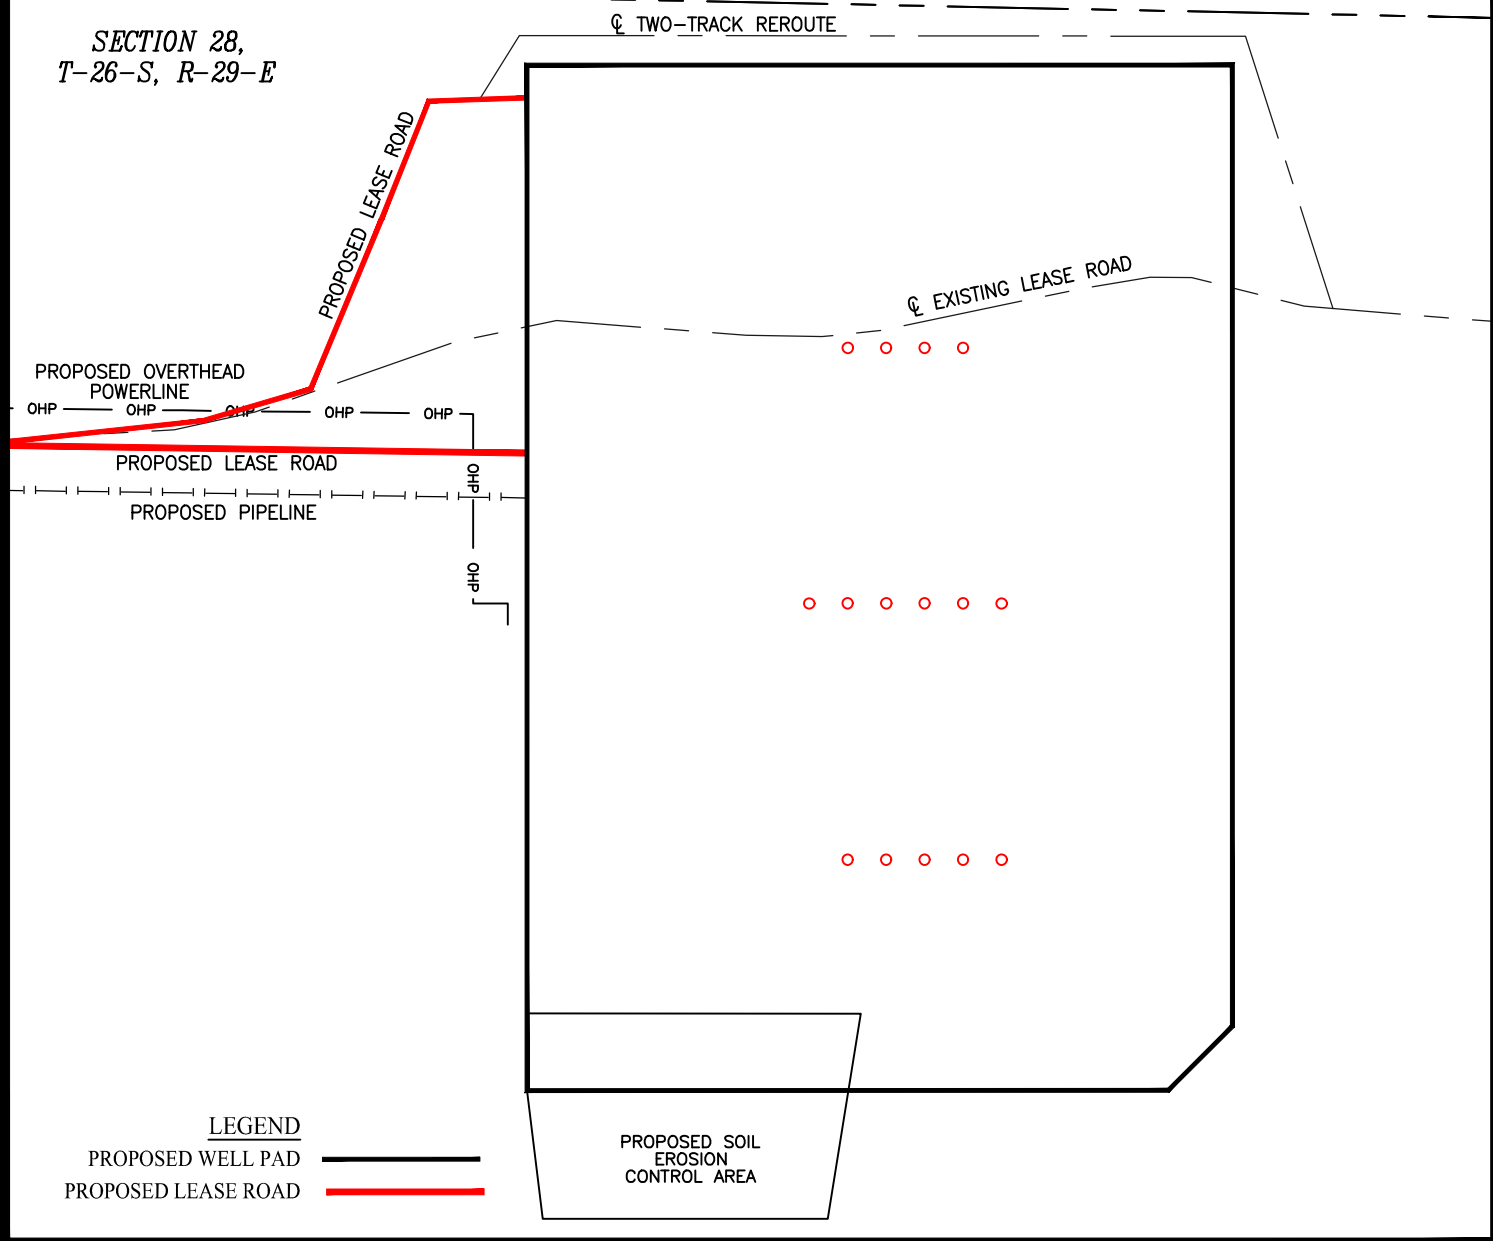 ℄ TWO-TRACK REROUTE
SECTION 28,
T-26-S, R-29-E
PROPOSED LEASE ROAD
℄ EXISTING LEASE ROAD
PROPOSED OVERHEAD
POWERLINE
OHP OHP OHP OHP OHP
PROPOSED LEASE ROAD
OHP
PROPOSED PIPELINE
OHP
LEGEND
PROPOSED WELL PAD
PROPOSED LEASE ROAD
PROPOSED SOIL
EROSION
CONTROL AREA